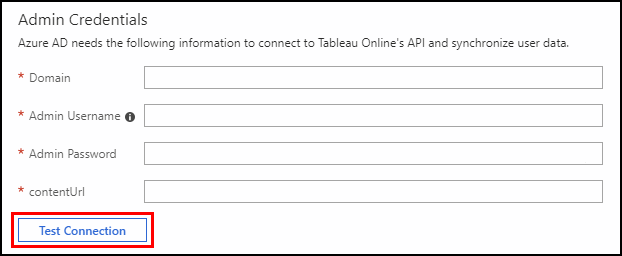 Admin Credentials
Azure AD needs the following information to connect to Tableau Online's API and synchronize user data.
* Domain
* Admin Username
* Admin Password
* contentUrl
Test Connection